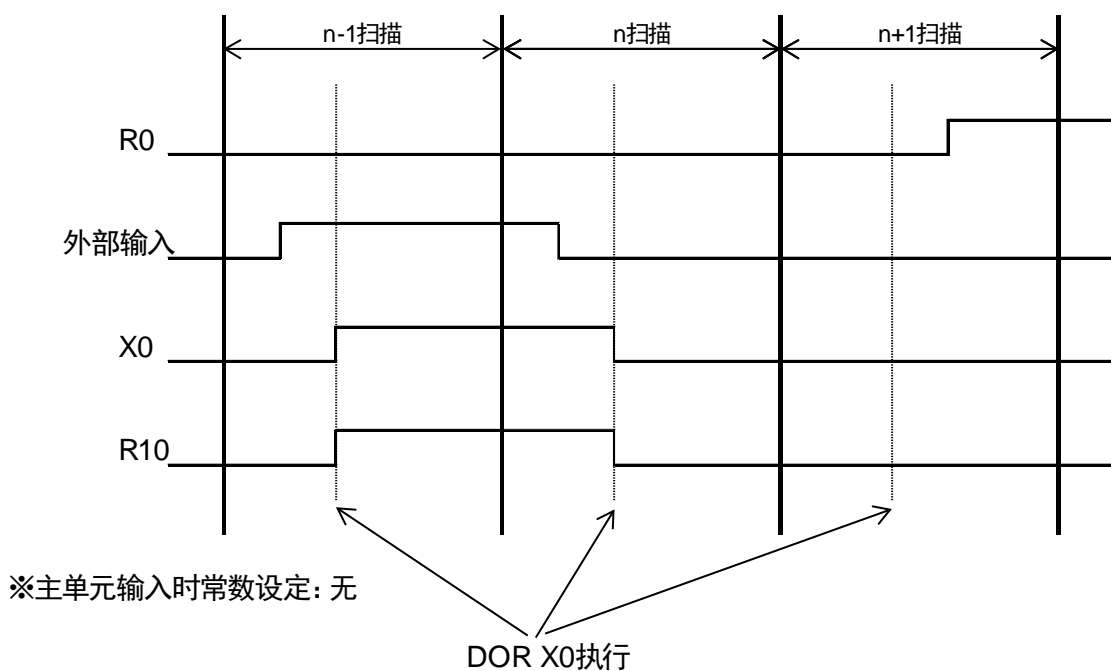 n-1扫描
n扫描
n+1扫描
R0
外部输入
X0
R10
※主单元输入时常数设定：无
DOR X0执行